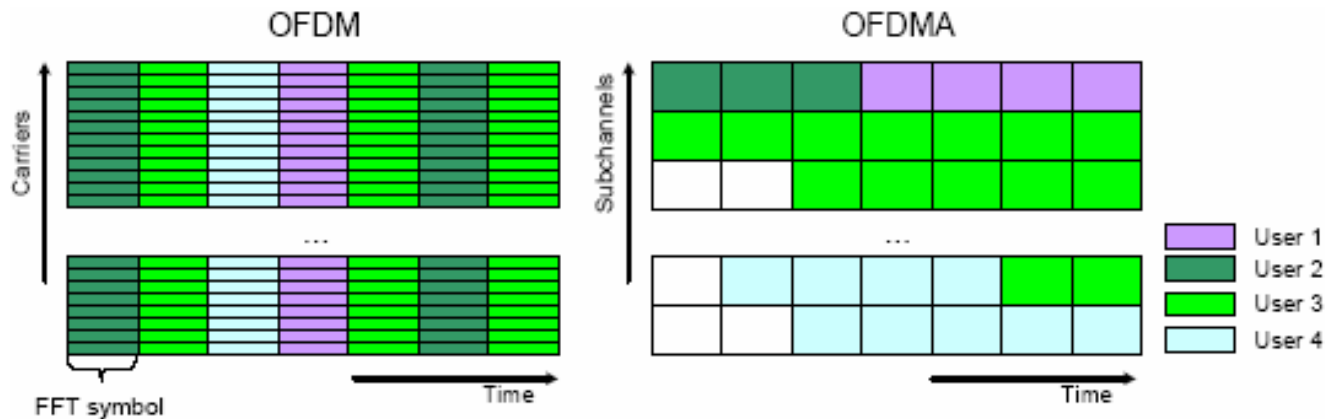 OFDM
OFDMA
Carriers
Subchannels
...
...
User 1
User 2
User 3
User 4
Time
Time
FFT symbol